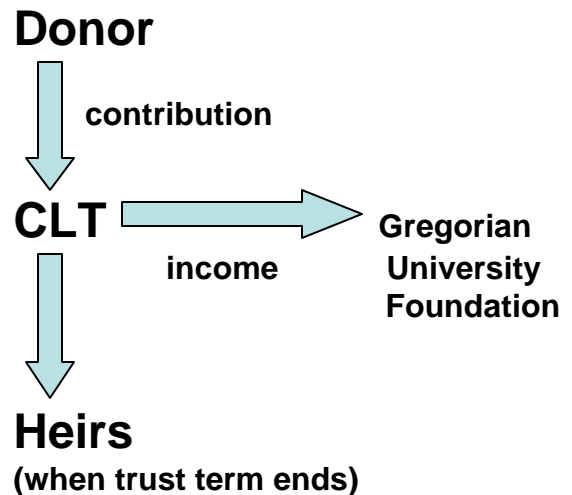 Donor
contribution
CLT
Gregorian
income
University
Foundation
Heirs
(when trust term ends)